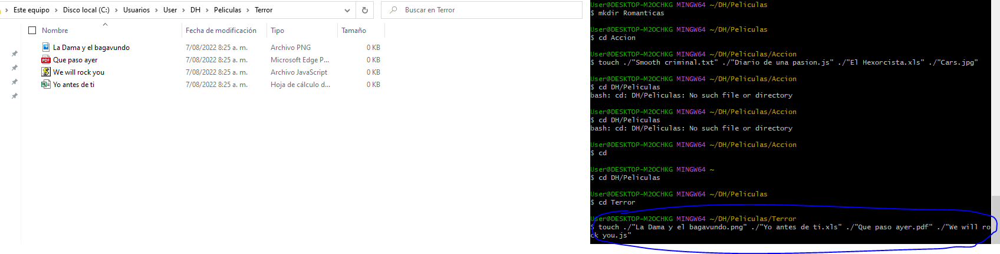 Este equipo > Disco local (C:) > Usuarios > User > DH > Peliculas > Terror
Buscar en Terror
Nombre Fecha de modificación Tipo Tamaño
La Dama y el bagavundo 7/08/2022 8:25 a. m. Archivo PNG 0 KB
PDF Que paso ayer 7/08/2022 8:25 a. m. Microsoft Edge P... 0 KB
We will rock you 7/08/2022 8:25 a. m. Archivo JavaScript 0 KB
Yo antes de ti 7/08/2022 8:25 a. m. Hoja de cálculo d... 0 KB
User@DESKTOP-M2OCHKG MINGW64 ~/DH/Peliculas
$ mkdir Romanticas
User@DESKTOP-M2OCHKG MINGW64 ~/DH/Peliculas
$ cd Accion
User@DESKTOP-M2OCHKG MINGW64 ~/DH/Peliculas/Accion
$ touch ./"Smooth criminal.txt" ./"Diario de una pasion.js" ./"El Hexorcista.xls" ./"Cars.jpg"
User@DESKTOP-M2OCHKG MINGW64 ~/DH/Peliculas/Accion
$ cd DH/Peliculas
bash: cd: DH/Peliculas: No such file or directory
User@DESKTOP-M2OCHKG MINGW64 ~/DH/Peliculas/Accion
$ cd DH/Peliculas
bash: cd: DH/Peliculas: No such file or directory
User@DESKTOP-M2OCHKG MINGW64 ~/DH/Peliculas/Accion
$ cd
User@DESKTOP-M2OCHKG MINGW64 ~
$ cd DH/Peliculas
User@DESKTOP-M2OCHKG MINGW64 ~/DH/Peliculas
$ cd Terror
User@DESKTOP-M2OCHKG MINGW64 ~/DH/Peliculas/Terror
$ touch ./"La Dama y el bagavundo.png" ./"Yo antes de ti.xls" ./"Que paso ayer.pdf" ./"We will ro
ck you.js"